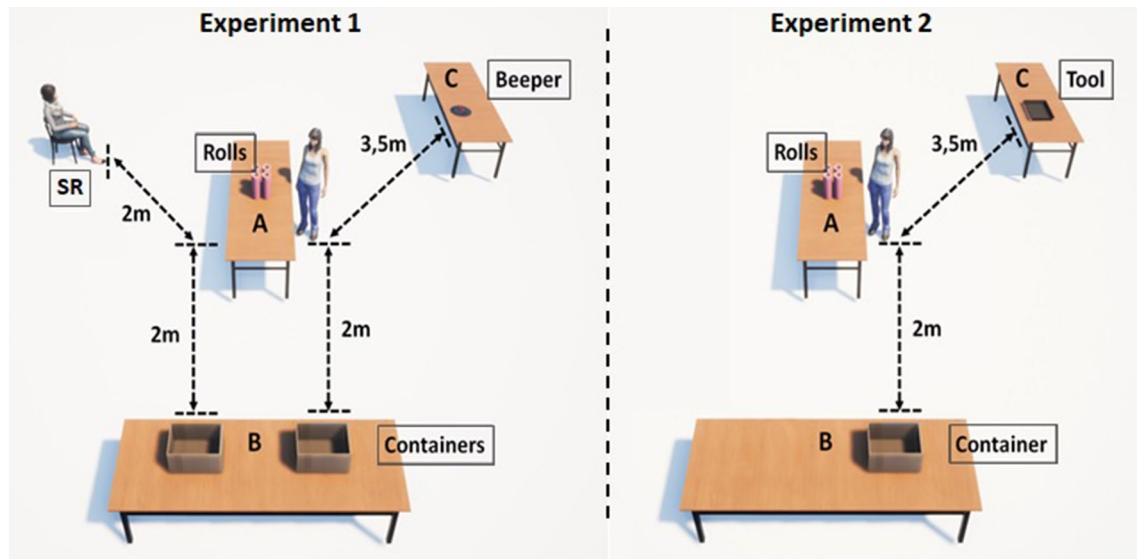 Experiment 1
C
Beeper
3,5m
Rolls
SR
2m
A
2m
2m
B
Containers
Experiment 2
C
Tool
3,5m
Rolls
A
2m
B
Container